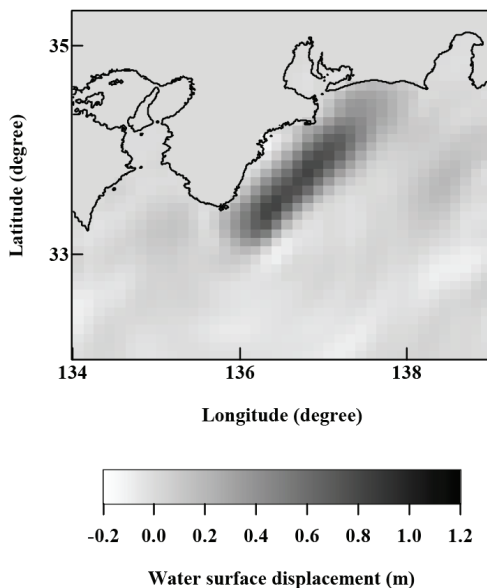 35
33
Latitude (degree)
134
136
138
Longitude (degree)
-0.2 0.0 0.2 0.4 0.6 0.8 1.0 1.2
Water surface displacement (m)